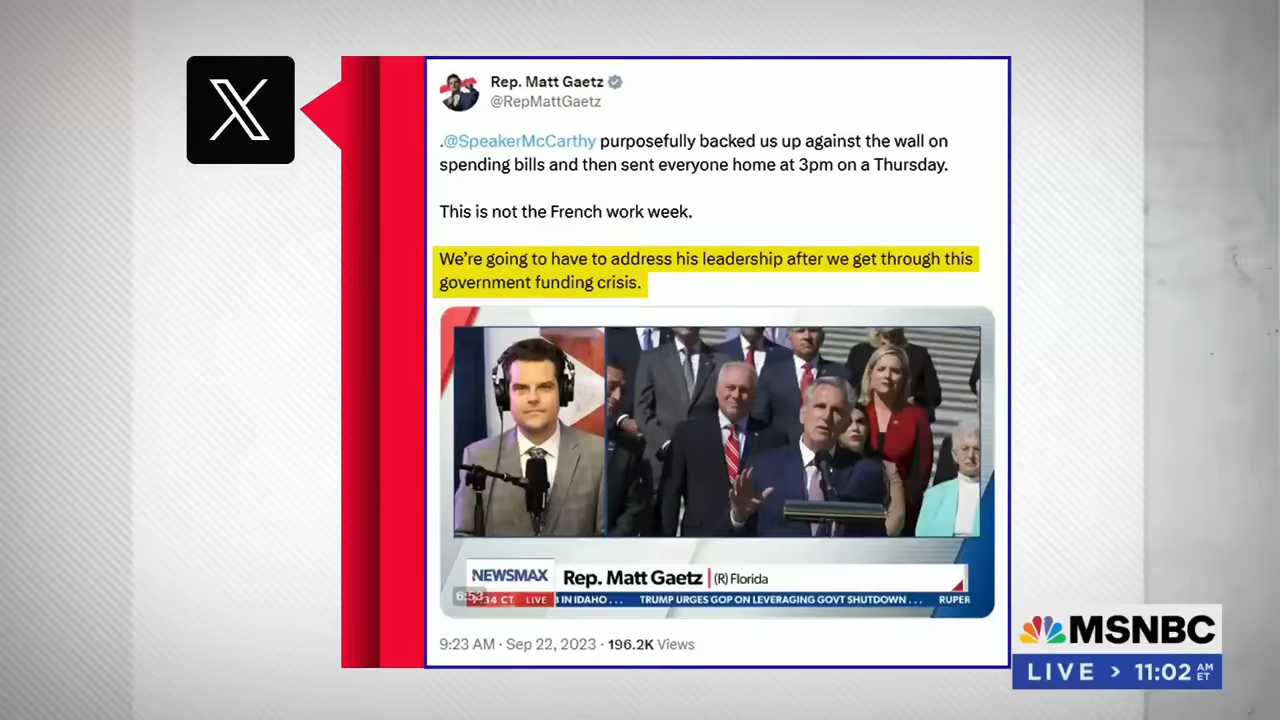 Rep. Matt Gaetz
@RepMattGaetz
.@SpeakerMcCarthy purposefully backed us up against the wall on
spending bills and then sent everyone home at 3pm on a Thursday.
This is not the French work week.
We're going to have to address his leadership after we get through this
government funding crisis.
NEWSMAX
Rep. Matt Gaetz | (R) Florida
6:53
34 CT LIVE IN IDAHO... TRUMP URGES GOP ON LEVERAGING GOVT SHUTDOWN... RUPER
9:23 AM · Sep 22, 2023 · 196.2K Views
MSNBC
LIVE > 11:02 AM ET